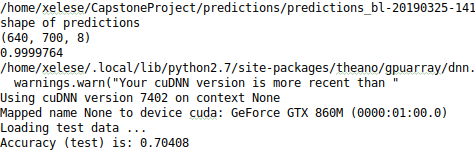 /home/xelese/CapstoneProject/predictions/predictions_bl-20190325-141
shape of predictions
(640, 700, 8)
0.9999764
/home/xelese/.local/lib/python2.7/site-packages/theano/gpuarray/dnn.
  warnings.warn("Your cuDNN version is more recent than "
Using cuDNN version 7402 on context None
Mapped name None to device cuda: GeForce GTX 860M (0000:01:00.0)
Loading test data ...
Accuracy (test) is: 0.70408